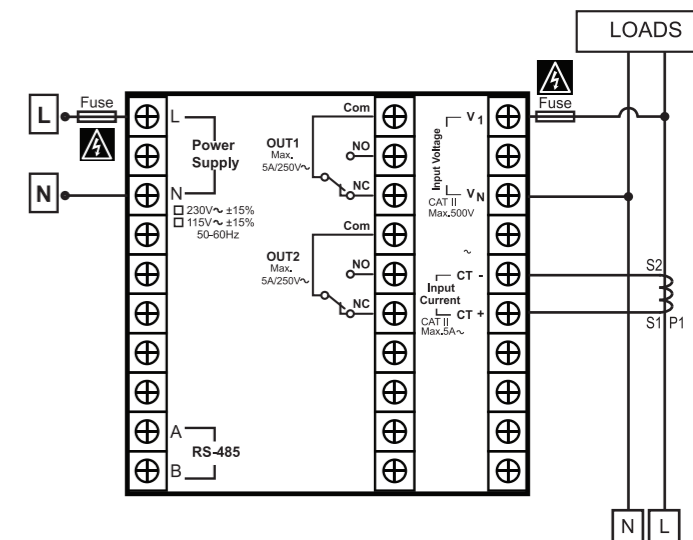 LOADS
L
Fuse
L
Power
Supply
N
N
☐ 230V~ ±15%
☐ 115V~ ±15%
50-60Hz
A
RS-485
B
Com
OUT1
Max.
5A/250V~
NO
NC
Com
OUT2
Max.
5A/250V~
NO
NC
Input Voltage
V1
VN
CAT II
Max.500V
~
CT -
Input
Current
CT +
CAT II
Max.5A~
Fuse
S2
S1
P1
N
L